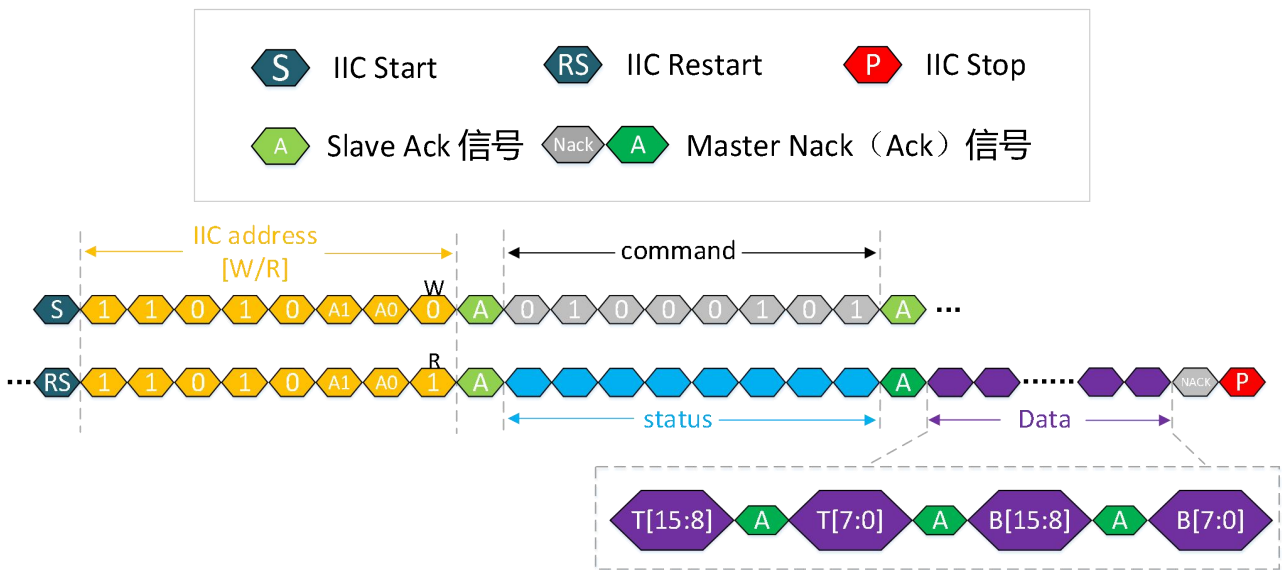 S IIC Start RS IIC Restart P IIC Stop
A Slave Ack 信号 Nack A Master Nack（Ack）信号
IIC address
[W/R]
command
W
S 1 1 0 1 0 A1 A0 0 A 0 1 0 0 0 1 0 1 A ...
R
... RS 1 1 0 1 0 A1 A0 1 A A ...... NACK P
status Data
T[15:8] A T[7:0] A B[15:8] A B[7:0]